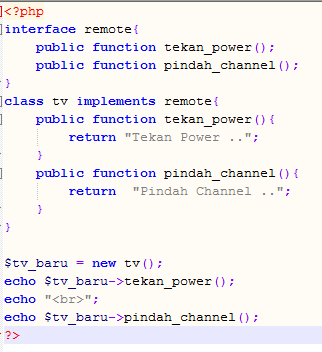 <?php
interface remote{
    public function tekan_power();
    public function pindah_channel();
}
class tv implements remote{
    public function tekan_power(){
        return "Tekan Power ..";
    }
    public function pindah_channel(){
        return  "Pindah Channel ..";
    }
}

$tv_baru = new tv();
echo $tv_baru->tekan_power();
echo "<br>";
echo $tv_baru->pindah_channel();
?>